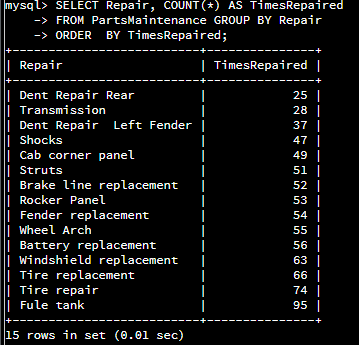 mysql> SELECT Repair, COUNT(*) AS TimesRepaired
    -> FROM PartsMaintenance GROUP BY Repair
    -> ORDER  BY TimesRepaired;
+-------------------------+---------------+
| Repair                  | TimesRepaired |
+-------------------------+---------------+
| Dent Repair Rear        |            25 |
| Transmission            |            28 |
| Dent Repair  Left Fender|            37 |
| Shocks                  |            47 |
| Cab corner panel        |            49 |
| Struts                  |            51 |
| Brake line replacement  |            52 |
| Rocker Panel            |            53 |
| Fender replacement      |            54 |
| Wheel Arch              |            55 |
| Battery replacement     |            56 |
| Windshield replacement  |            63 |
| Tire replacement        |            66 |
| Tire repair             |            74 |
| Fule tank               |            95 |
+-------------------------+---------------+
15 rows in set (0.01 sec)